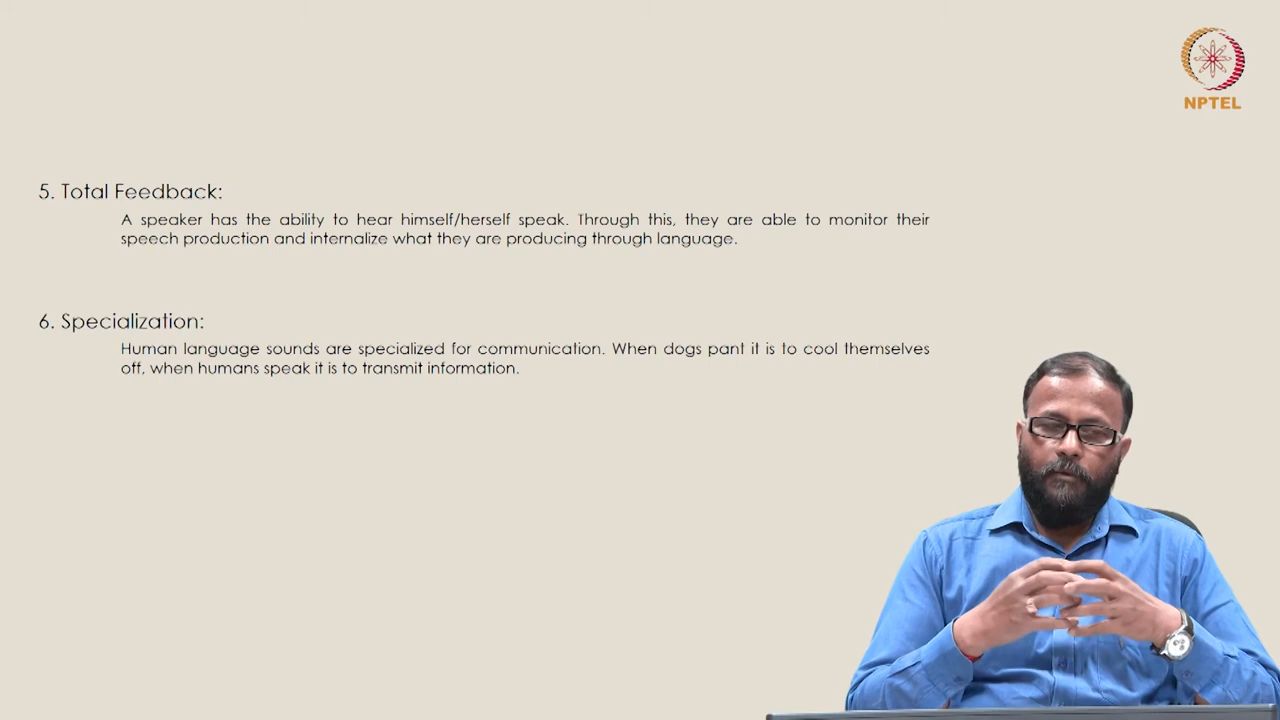 NPTEL
5. Total Feedback:
A speaker has the ability to hear himself/herself speak. Through this, they are able to monitor their
speech production and internalize what they are producing through language.
6. Specialization:
Human language sounds are specialized for communication. When dogs pant it is to cool themselves
off, when humans speak it is to transmit information.